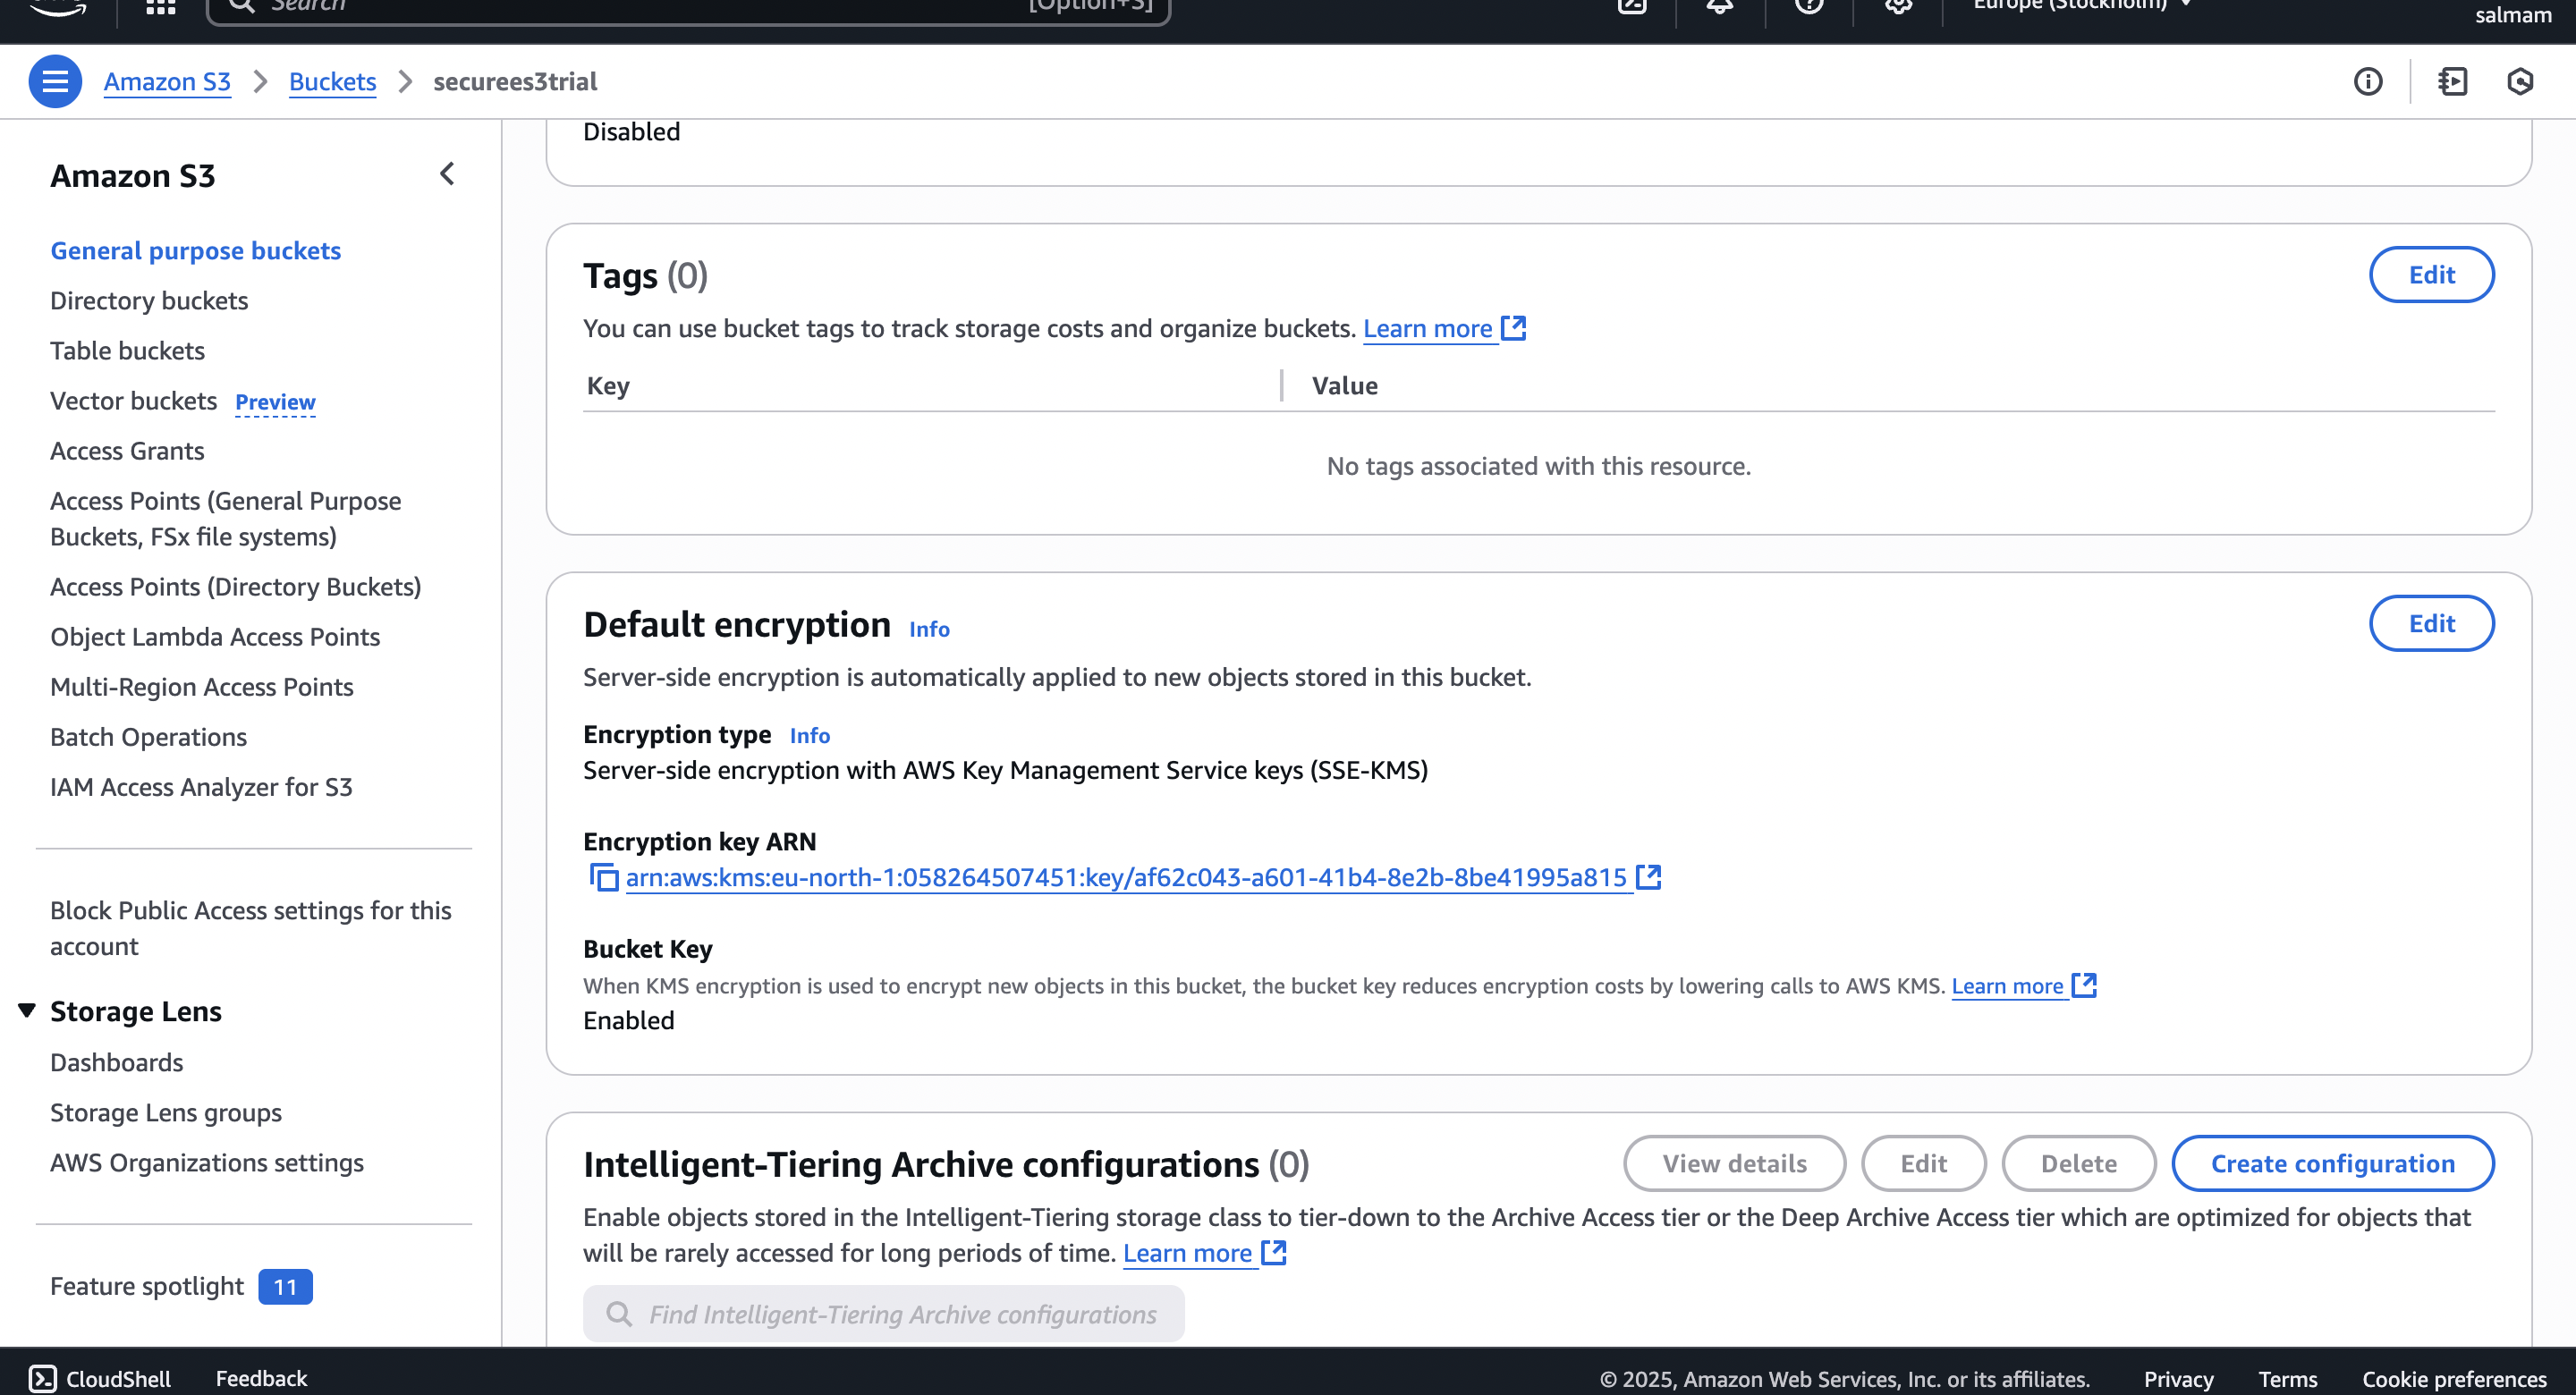 Search
[Option+S]
Europe (Stockholm)
salmam
Amazon S3
Buckets
securees3trial
Amazon S3
General purpose buckets
Directory buckets
Table buckets
Vector buckets Preview
Access Grants
Access Points (General Purpose
Buckets, FSx file systems)
Access Points (Directory Buckets)
Object Lambda Access Points
Multi-Region Access Points
Batch Operations
IAM Access Analyzer for S3
Block Public Access settings for this
account
Storage Lens
Dashboards
Storage Lens groups
AWS Organizations settings
Feature spotlight 11
Disabled
Tags (0)
Edit
You can use bucket tags to track storage costs and organize buckets. Learn more
Key Value
No tags associated with this resource.
Default encryption Info
Edit
Server-side encryption is automatically applied to new objects stored in this bucket.
Encryption type Info
Server-side encryption with AWS Key Management Service keys (SSE-KMS)
Encryption key ARN
arn:aws:kms:eu-north-1:058264507451:key/af62c043-a601-41b4-8e2b-8be41995a815
Bucket Key
When KMS encryption is used to encrypt new objects in this bucket, the bucket key reduces encryption costs by lowering calls to AWS KMS. Learn more
Enabled
Intelligent-Tiering Archive configurations (0)
View details Edit Delete Create configuration
Enable objects stored in the Intelligent-Tiering storage class to tier-down to the Archive Access tier or the Deep Archive Access tier which are optimized for objects that
will be rarely accessed for long periods of time. Learn more
Find Intelligent-Tiering Archive configurations
CloudShell Feedback © 2025, Amazon Web Services, Inc. or its affiliates. Privacy Terms Cookie preferences